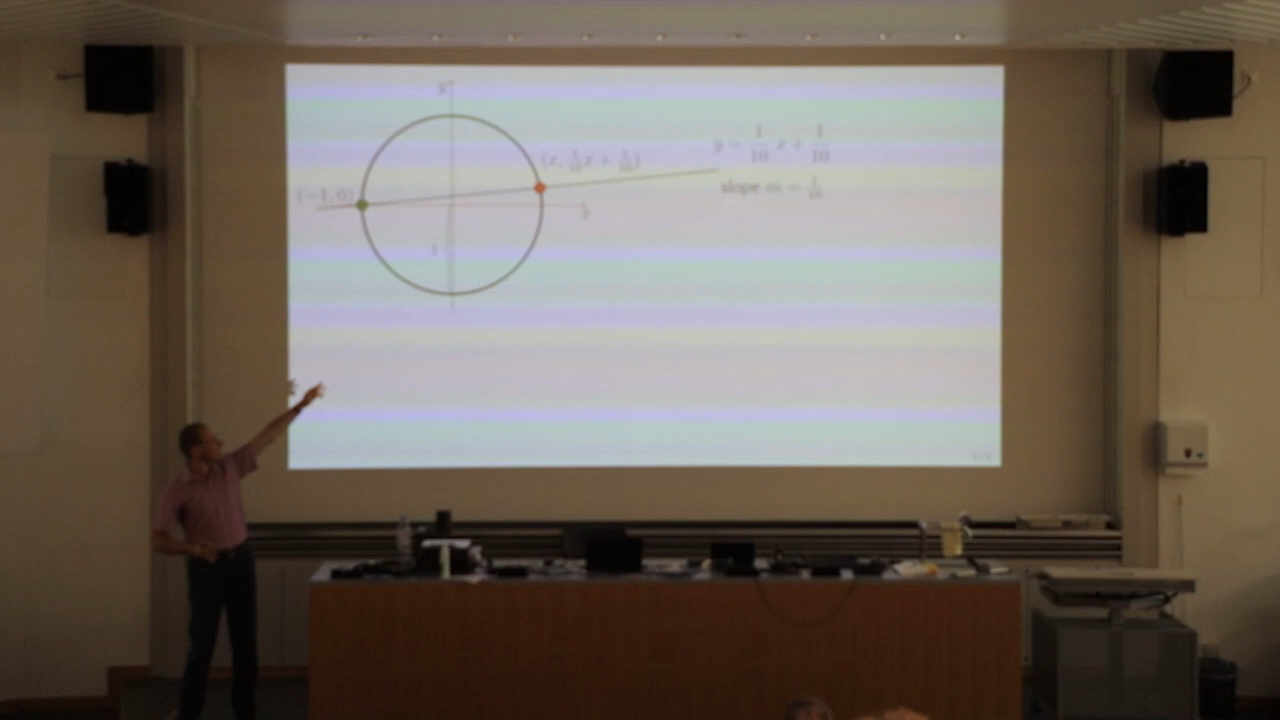 y
(x, 1/10 x + 1/10)
y = 1/10 x + 1/10
(−1, 0)
slope m = 1/10
x